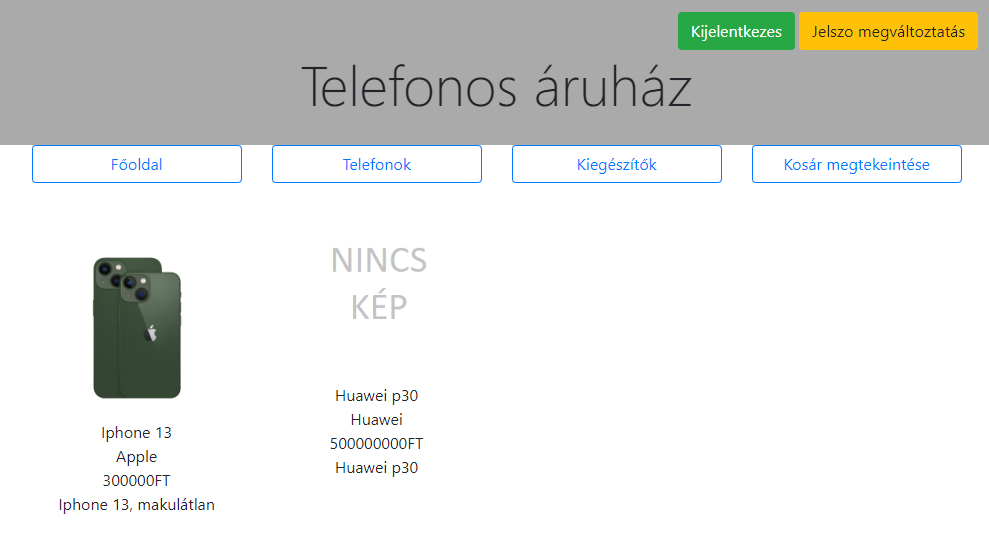 Kijelentkezes
Jelszo megváltoztatás
Telefonos áruház
Főoldal
Telefonok
Kiegészítők
Kosár megtekeintése
Iphone 13
Apple
300000FT
Iphone 13, makulátlan
NINCS
KÉP
Huawei p30
Huawei
500000000FT
Huawei p30